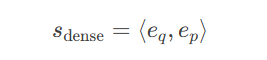 s_dense = ⟨e_q, e_p⟩